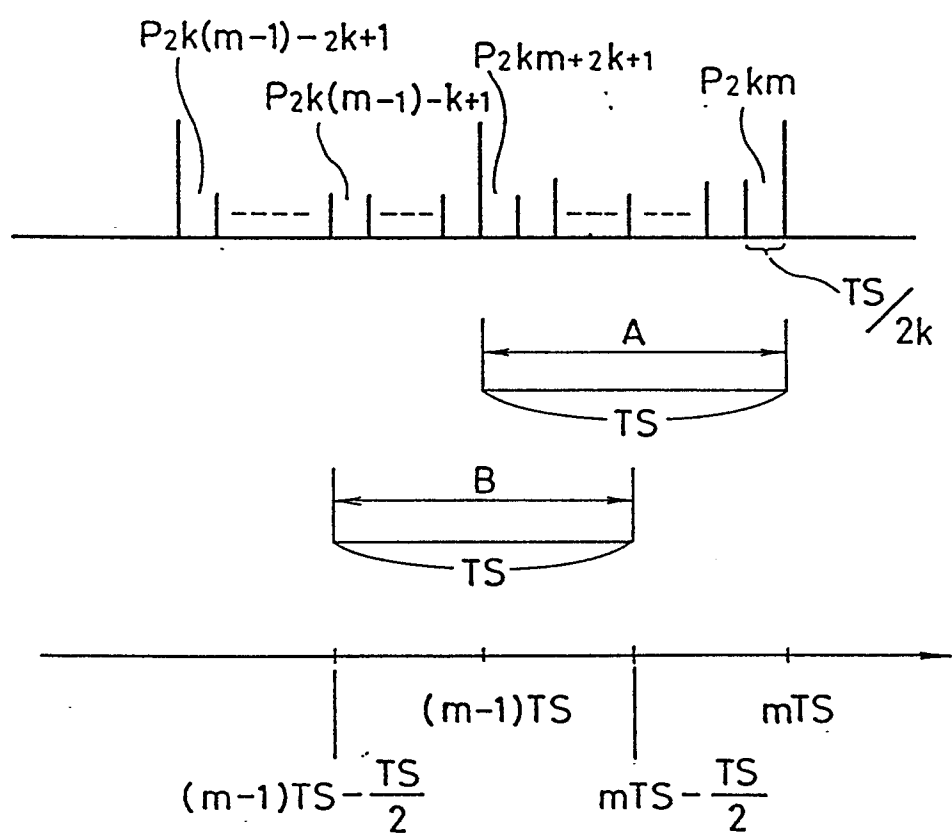 P2k(m-1)-2k+1
P2k(m-1)-k+1
P2km+2k+1
P2km
TS/2k
A
TS
B
TS
(m-1)TS
mTS
(m-1)TS-TS/2
mTS-TS/2